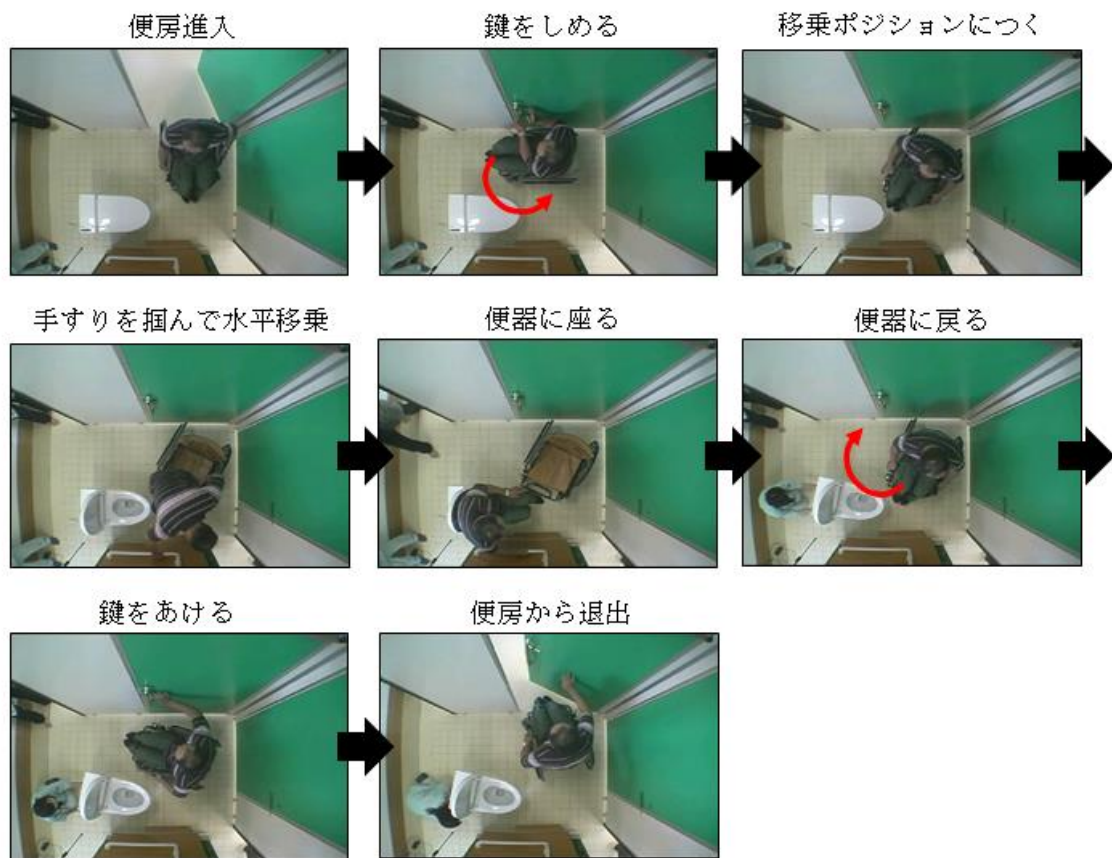 便房進入
鍵をしめる
移乗ポジションにつく
手すりを掴んで水平移乗
便器に座る
便器に戻る
鍵をあける
便房から退出